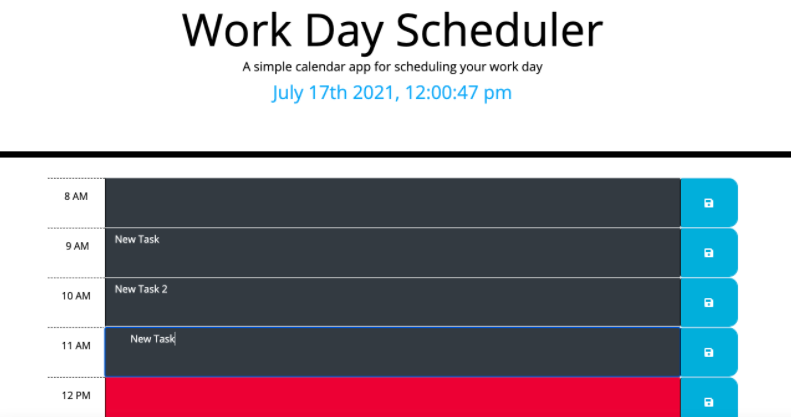 Work Day Scheduler
A simple calendar app for scheduling your work day
July 17th 2021, 12:00:47 pm
8 AM
9 AM New Task
10 AM New Task 2
11 AM New Task
12 PM